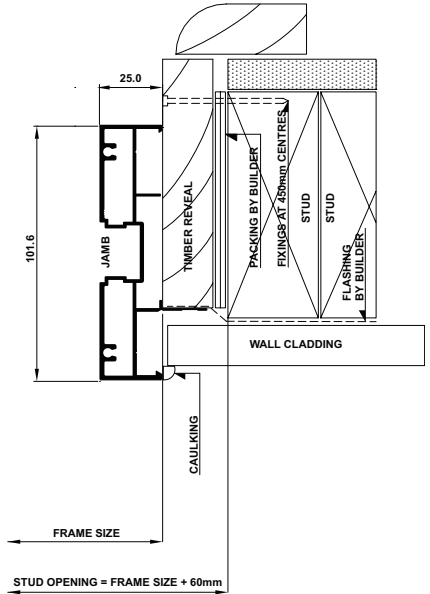 25.0
101.6
JAMB
TIMBER REVEAL
PACKING BY BUILDER
FIXINGS AT 450mm CENTRES
STUD
STUD
FLASHING
BY BUILDER
WALL CLADDING
CAULKING
FRAME SIZE
STUD OPENING = FRAME SIZE + 60mm